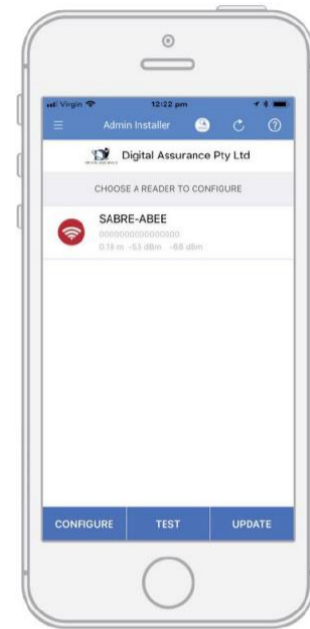 Virgin 12:22 pm
Admin Installer
Digital Assurance Pty Ltd
CHOOSE A READER TO CONFIGURE
SABRE-ABEE
0000000000000000
0.19 m -53 dBm -68 dBm
CONFIGURE TEST UPDATE